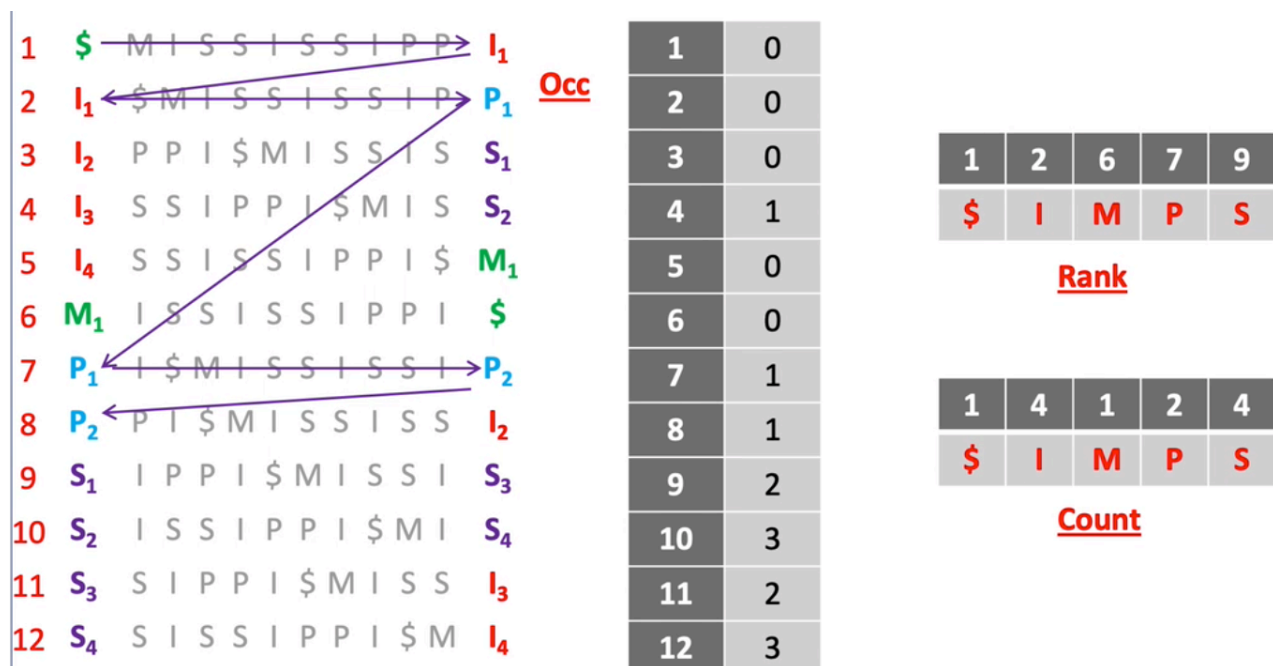 1 $ M I S S I S S I P P I₁
2 I₁ $ M I S S I S S I P P₁
3 I₂ P P I $ M I S S I S S₁
4 I₃ S S I P P I $ M I S S₂
5 I₄ S S I S S I P P I $ M₁
6 M₁ I S S I S S I P P I $
7 P₁ I $ M I S S I S S I P₂
8 P₂ P I $ M I S S I S S I₂
9 S₁ I P P I $ M I S S I S₃
10 S₂ I S S I P P I $ M I S₄
11 S₃ S I P P I $ M I S S I₃
12 S₄ S I S S I P P I $ M I₄
Occ
1 0
2 0
3 0
4 1
5 0
6 0
7 1
8 1
9 2
10 3
11 2
12 3
1 2 6 7 9
$ I M P S
Rank
1 4 1 2 4
$ I M P S
Count